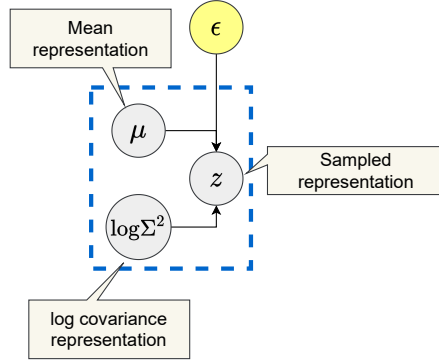 Mean
representation
ϵ
μ
z
Sampled
representation
logΣ²
log covariance
representation